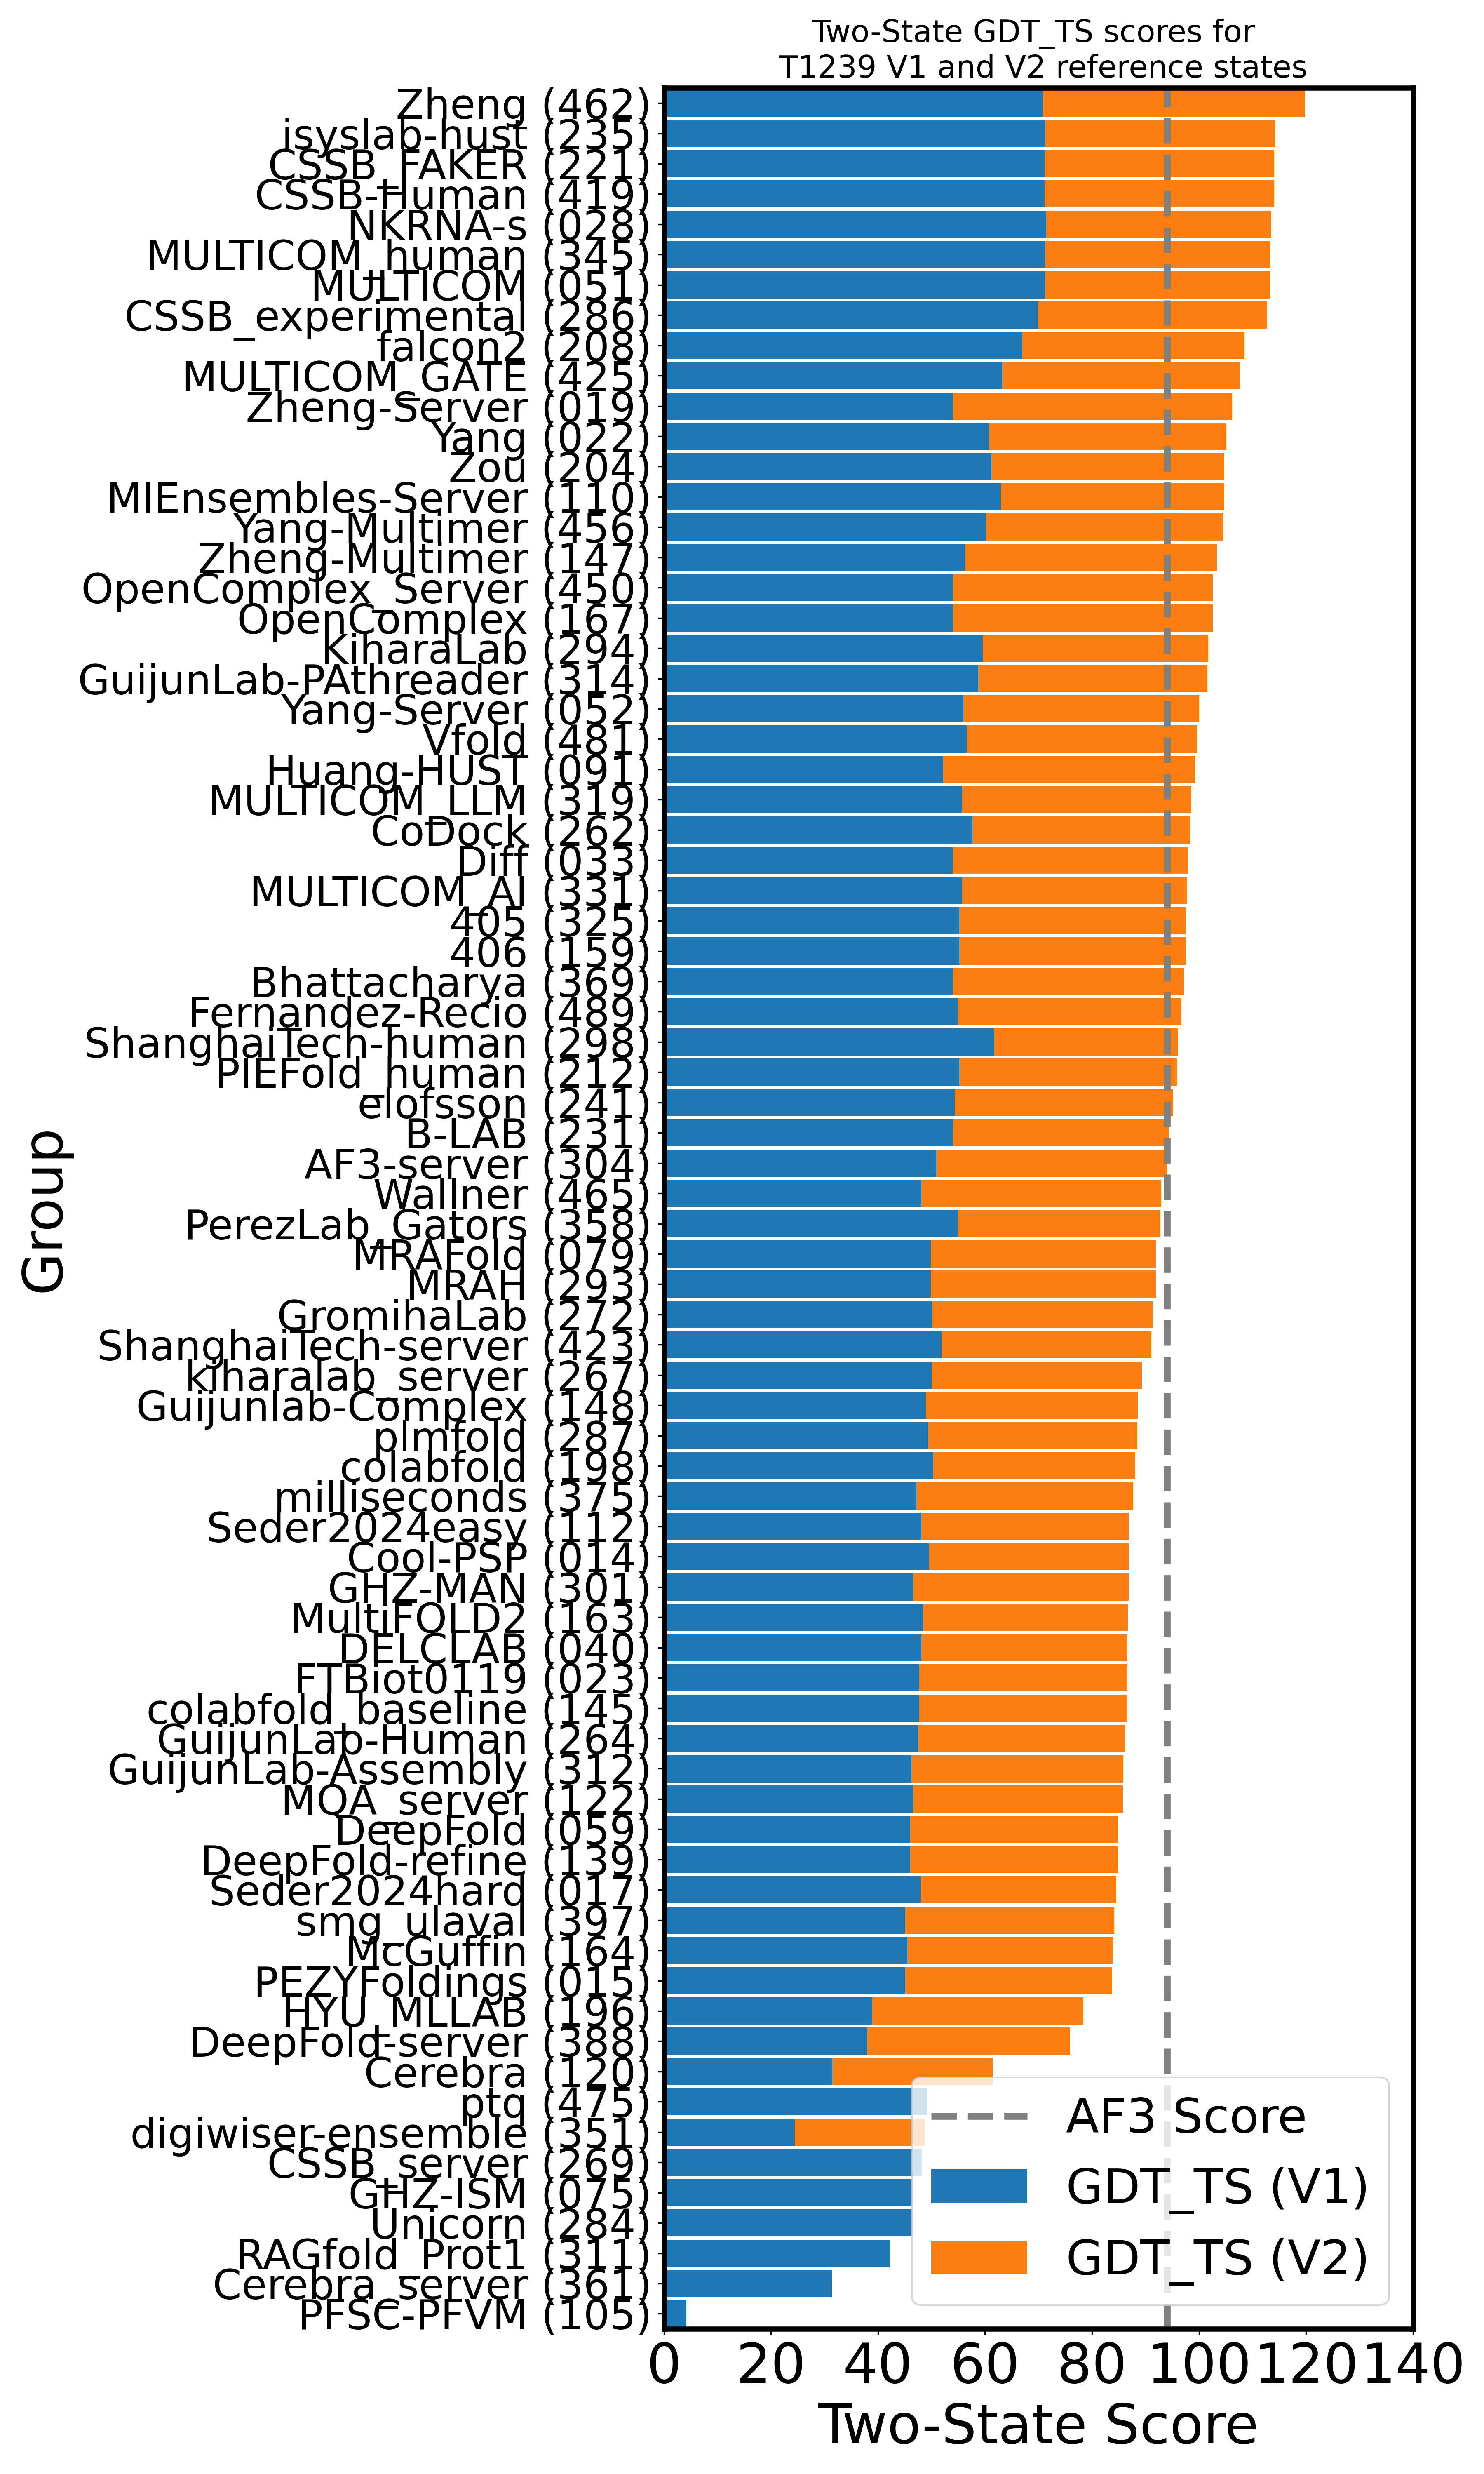 Two-State GDT_TS scores for
T1239 V1 and V2 reference states
Zheng (462)
isyslab-hust (235)
CSSB_FAKER (221)
CSSB-Human (419)
NKRNA-s (028)
MULTICOM_human (345)
MULTICOM (051)
CSSB_experimental (286)
falcon2 (208)
MULTICOM_GATE (425)
Zheng-Server (019)
Yang (022)
Zou (204)
MIEnsembles-Server (110)
Yang-Multimer (456)
Zheng-Multimer (147)
OpenComplex_Server (450)
OpenComplex (167)
KiharaLab (294)
GuijunLab-PAthreader (314)
Yang-Server (052)
Vfold (481)
Huang-HUST (091)
MULTICOM_LLM (319)
CoDock (262)
Diff (033)
MULTICOM_AI (331)
405 (325)
406 (159)
Bhattacharya (369)
Fernandez-Recio (489)
ShanghaiTech-human (298)
PIEFold_human (212)
elofsson (241)
B-LAB (231)
AF3-server (304)
Wallner (465)
PerezLab_Gators (358)
MRAFold (079)
MRAH (293)
GromihaLab (272)
ShanghaiTech-server (423)
kiharalab_server (267)
Guijunlab-Complex (148)
plmfold (287)
colabfold (198)
milliseconds (375)
Seder2024easy (112)
Cool-PSP (014)
GHZ-MAN (301)
MultiFOLD2 (163)
DELCLAB (040)
FTBiot0119 (023)
colabfold_baseline (145)
GuijunLab-Human (264)
GuijunLab-Assembly (312)
MQA_server (122)
DeepFold (059)
DeepFold-refine (139)
Seder2024hard (017)
smg_ulaval (397)
McGuffin (164)
PEZYFoldings (015)
HYU_MLLAB (196)
DeepFold-server (388)
Cerebra (120)
ptq (475)
digiwiser-ensemble (351)
CSSB_server (269)
GHZ-ISM (075)
Unicorn (284)
RAGfold_Prot1 (311)
Cerebra_server (361)
PFSC-PFVM (105)
Group
AF3 Score
GDT_TS (V1)
GDT_TS (V2)
0 20 40 60 80 100 120 140
Two-State Score